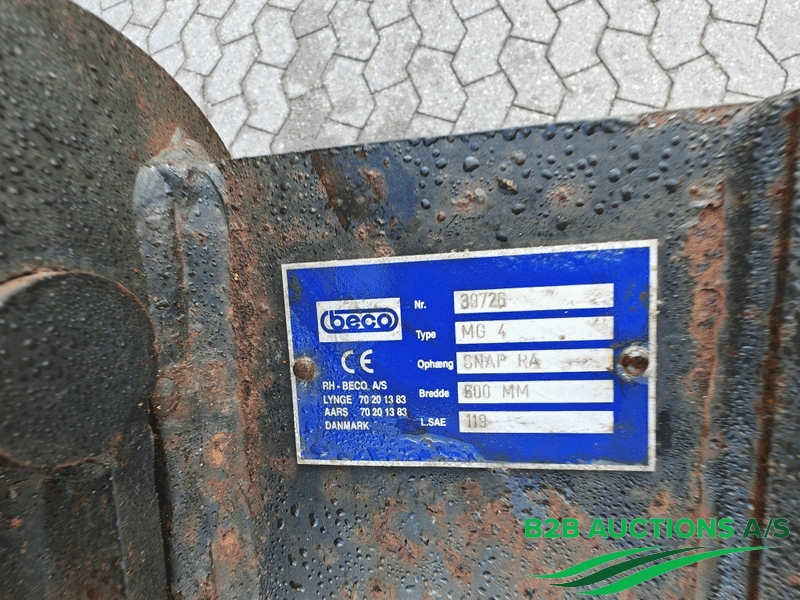 beco
CE
RH - BECO A/S
LYNGE 70 20 13 83
AARS 70 20 13 83
DANMARK
Nr. 39726
Type MG 4
Ophæng SNAP RA
Bredde 600 MM
L.SAE 119
B2B AUCTIONS A/S